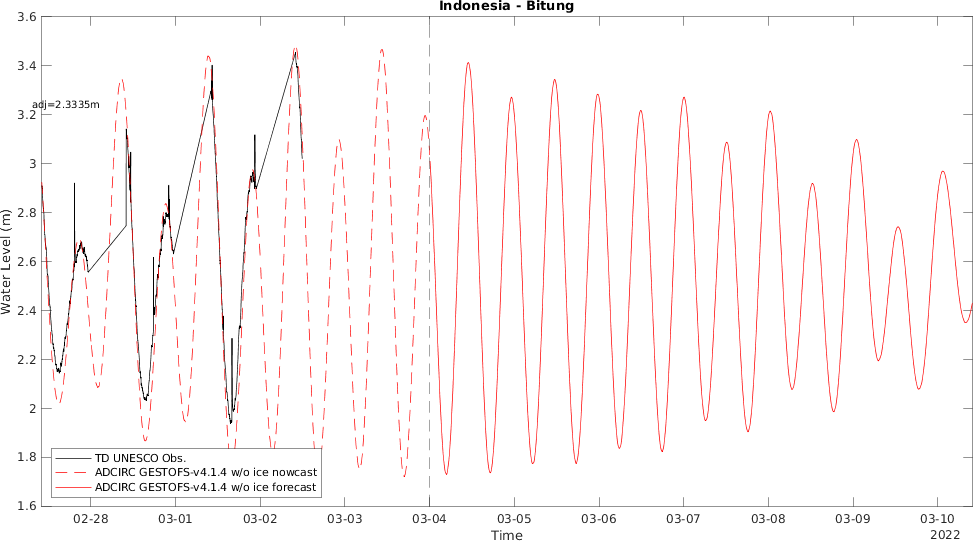 Indonesia - Bitung
3.6
3.4
adj=2.3335m
3.2
3
2.8
2.6
2.4
2.2
2
1.8
1.6
Water Level (m)
TD UNESCO Obs.
ADCIRC GESTOFS-v4.1.4 w/o ice nowcast
ADCIRC GESTOFS-v4.1.4 w/o ice forecast
02-28 03-01 03-02 03-03 03-04 03-05 03-06 03-07 03-08 03-09 03-10
2022
Time